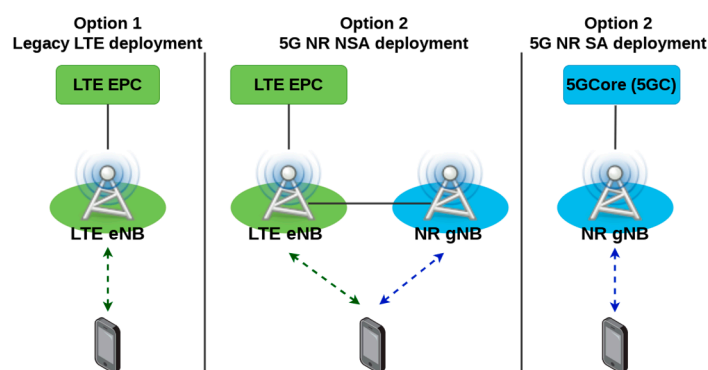 Option 1
Legacy LTE deployment
LTE EPC
LTE eNB
Option 2
5G NR NSA deployment
LTE EPC
LTE eNB
NR gNB
Option 2
5G NR SA deployment
5GCore (5GC)
NR gNB